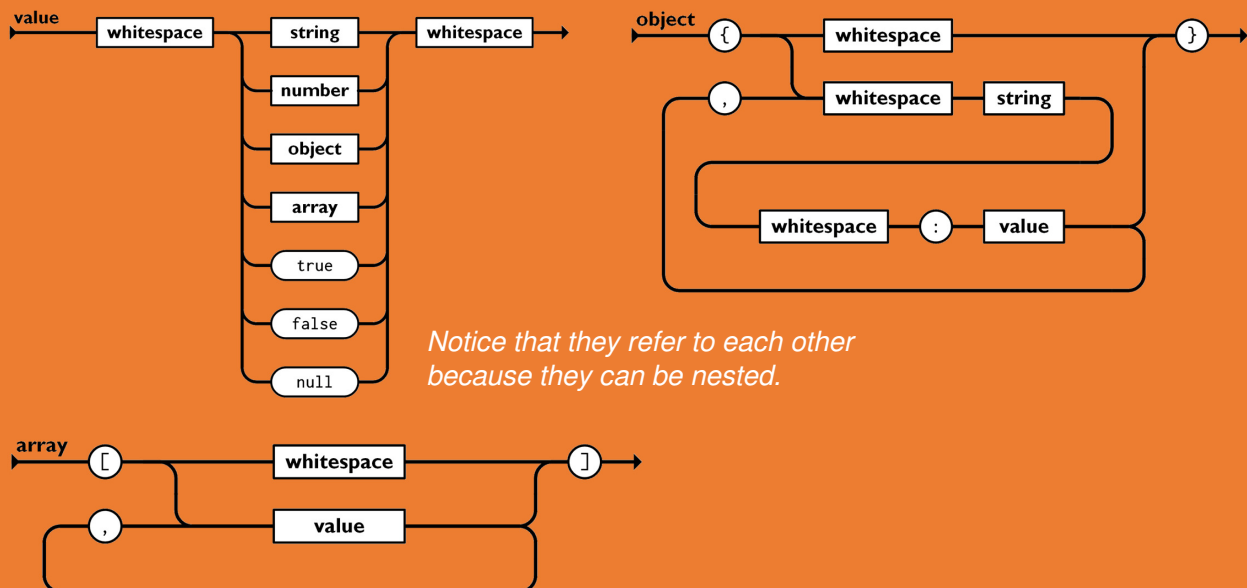 value
whitespace string whitespace
number
object
array
true
false
null
object
{ whitespace }
, whitespace string
whitespace : value
Notice that they refer to each other
because they can be nested.
array
[ whitespace ]
, value